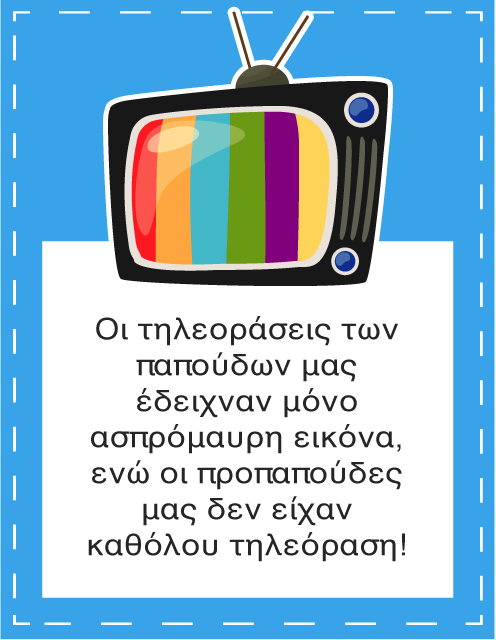 Οι τηλεοράσεις των
παπούδων μας
έδειχναν μόνο
ασπρόμαυρη εικόνα,
ενώ οι προπαπούδες
μας δεν είχαν
καθόλου τηλεόραση!